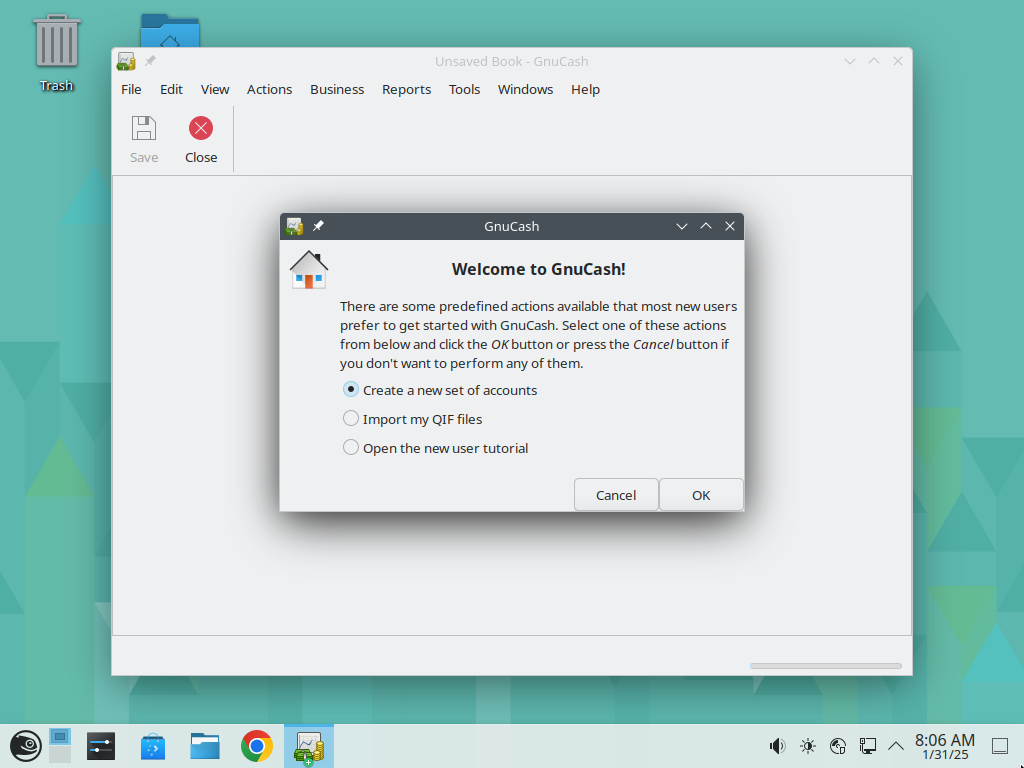 Trash
Unsaved Book - GnuCash
File Edit View Actions Business Reports Tools Windows Help
Save Close
GnuCash
Welcome to GnuCash!
There are some predefined actions available that most new users
prefer to get started with GnuCash. Select one of these actions
from below and click the OK button or press the Cancel button if
you don't want to perform any of them.
Create a new set of accounts
Import my QIF files
Open the new user tutorial
Cancel OK
8:06 AM
1/31/25